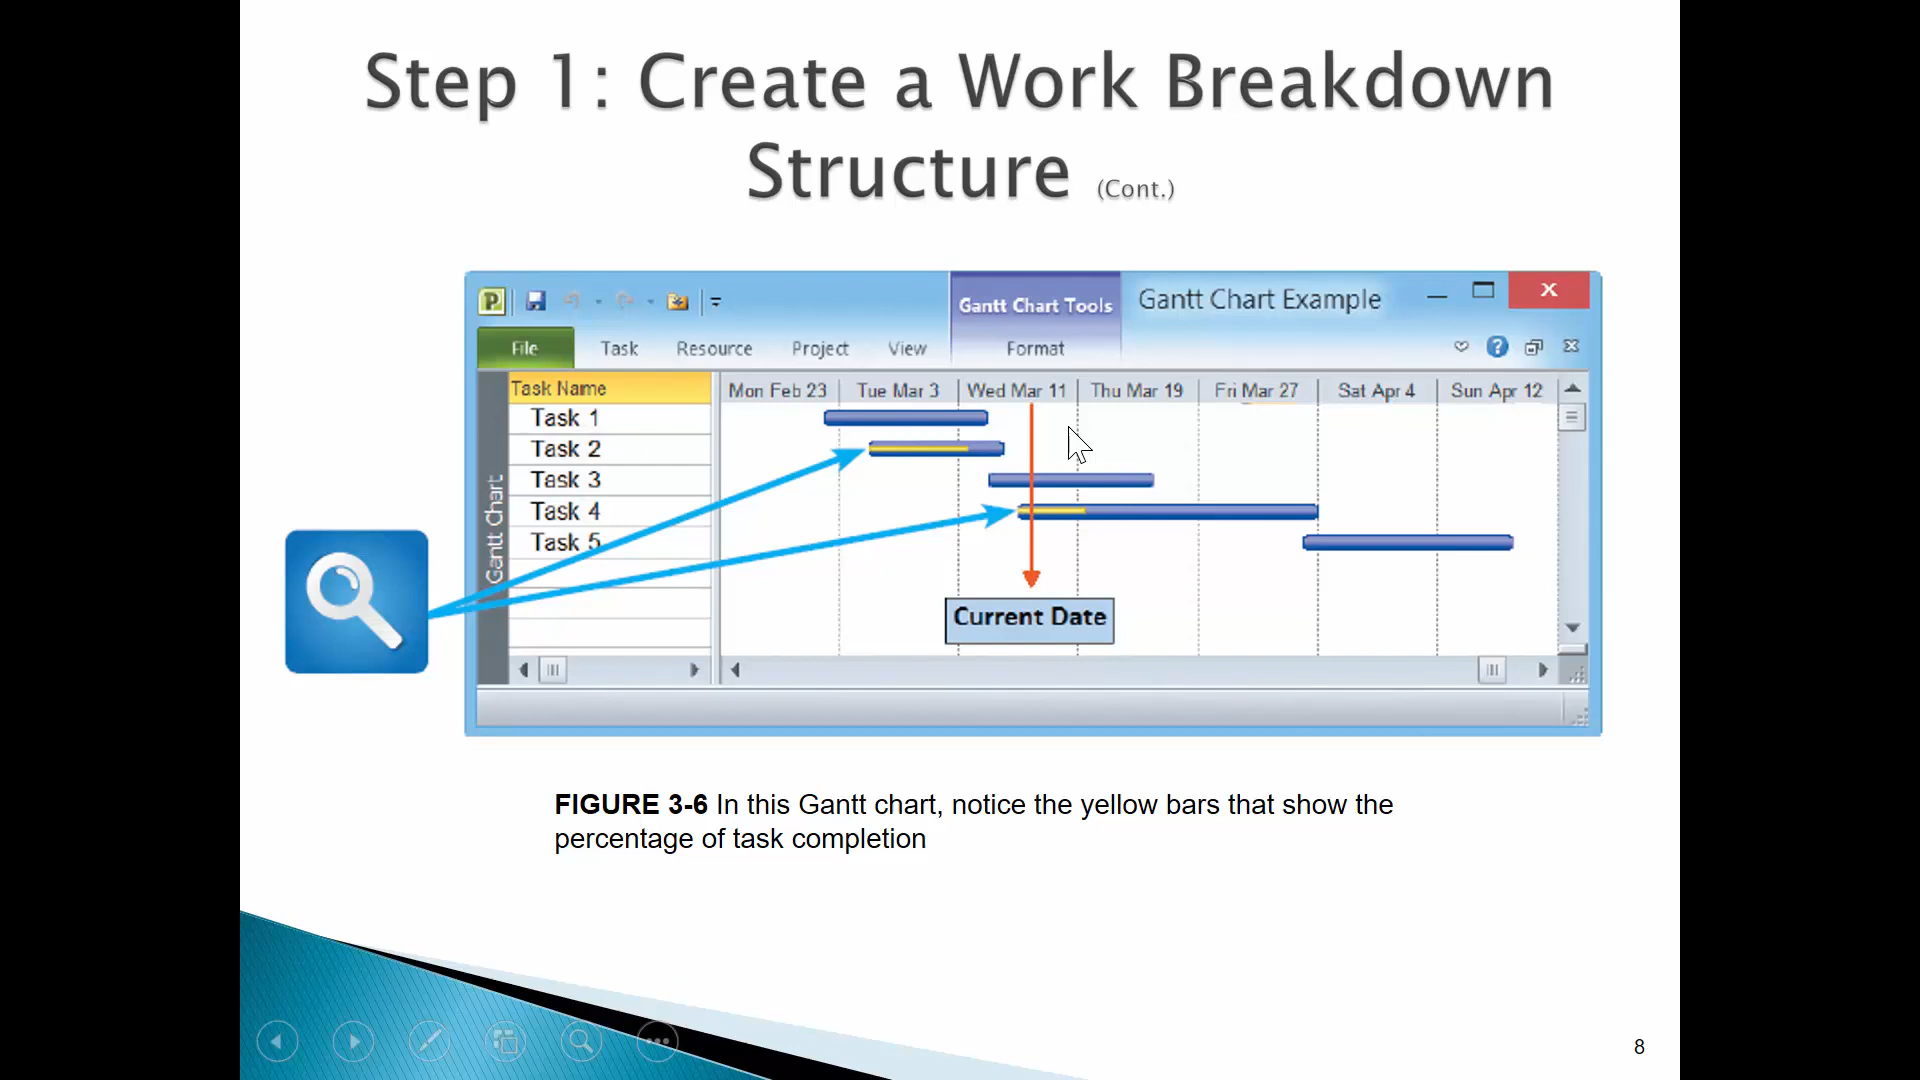 Step 1: Create a Work Breakdown
Structure (Cont.)
Gantt Chart Tools
Gantt Chart Example
File
Task
Resource
Project
View
Format
Task Name
Mon Feb 23
Tue Mar 3
Wed Mar 11
Thu Mar 19
Fri Mar 27
Sat Apr 4
Sun Apr 12
Task 1
Task 2
Task 3
Task 4
Task 5
Gantt Chart
Current Date
FIGURE 3-6 In this Gantt chart, notice the yellow bars that show the
percentage of task completion
8